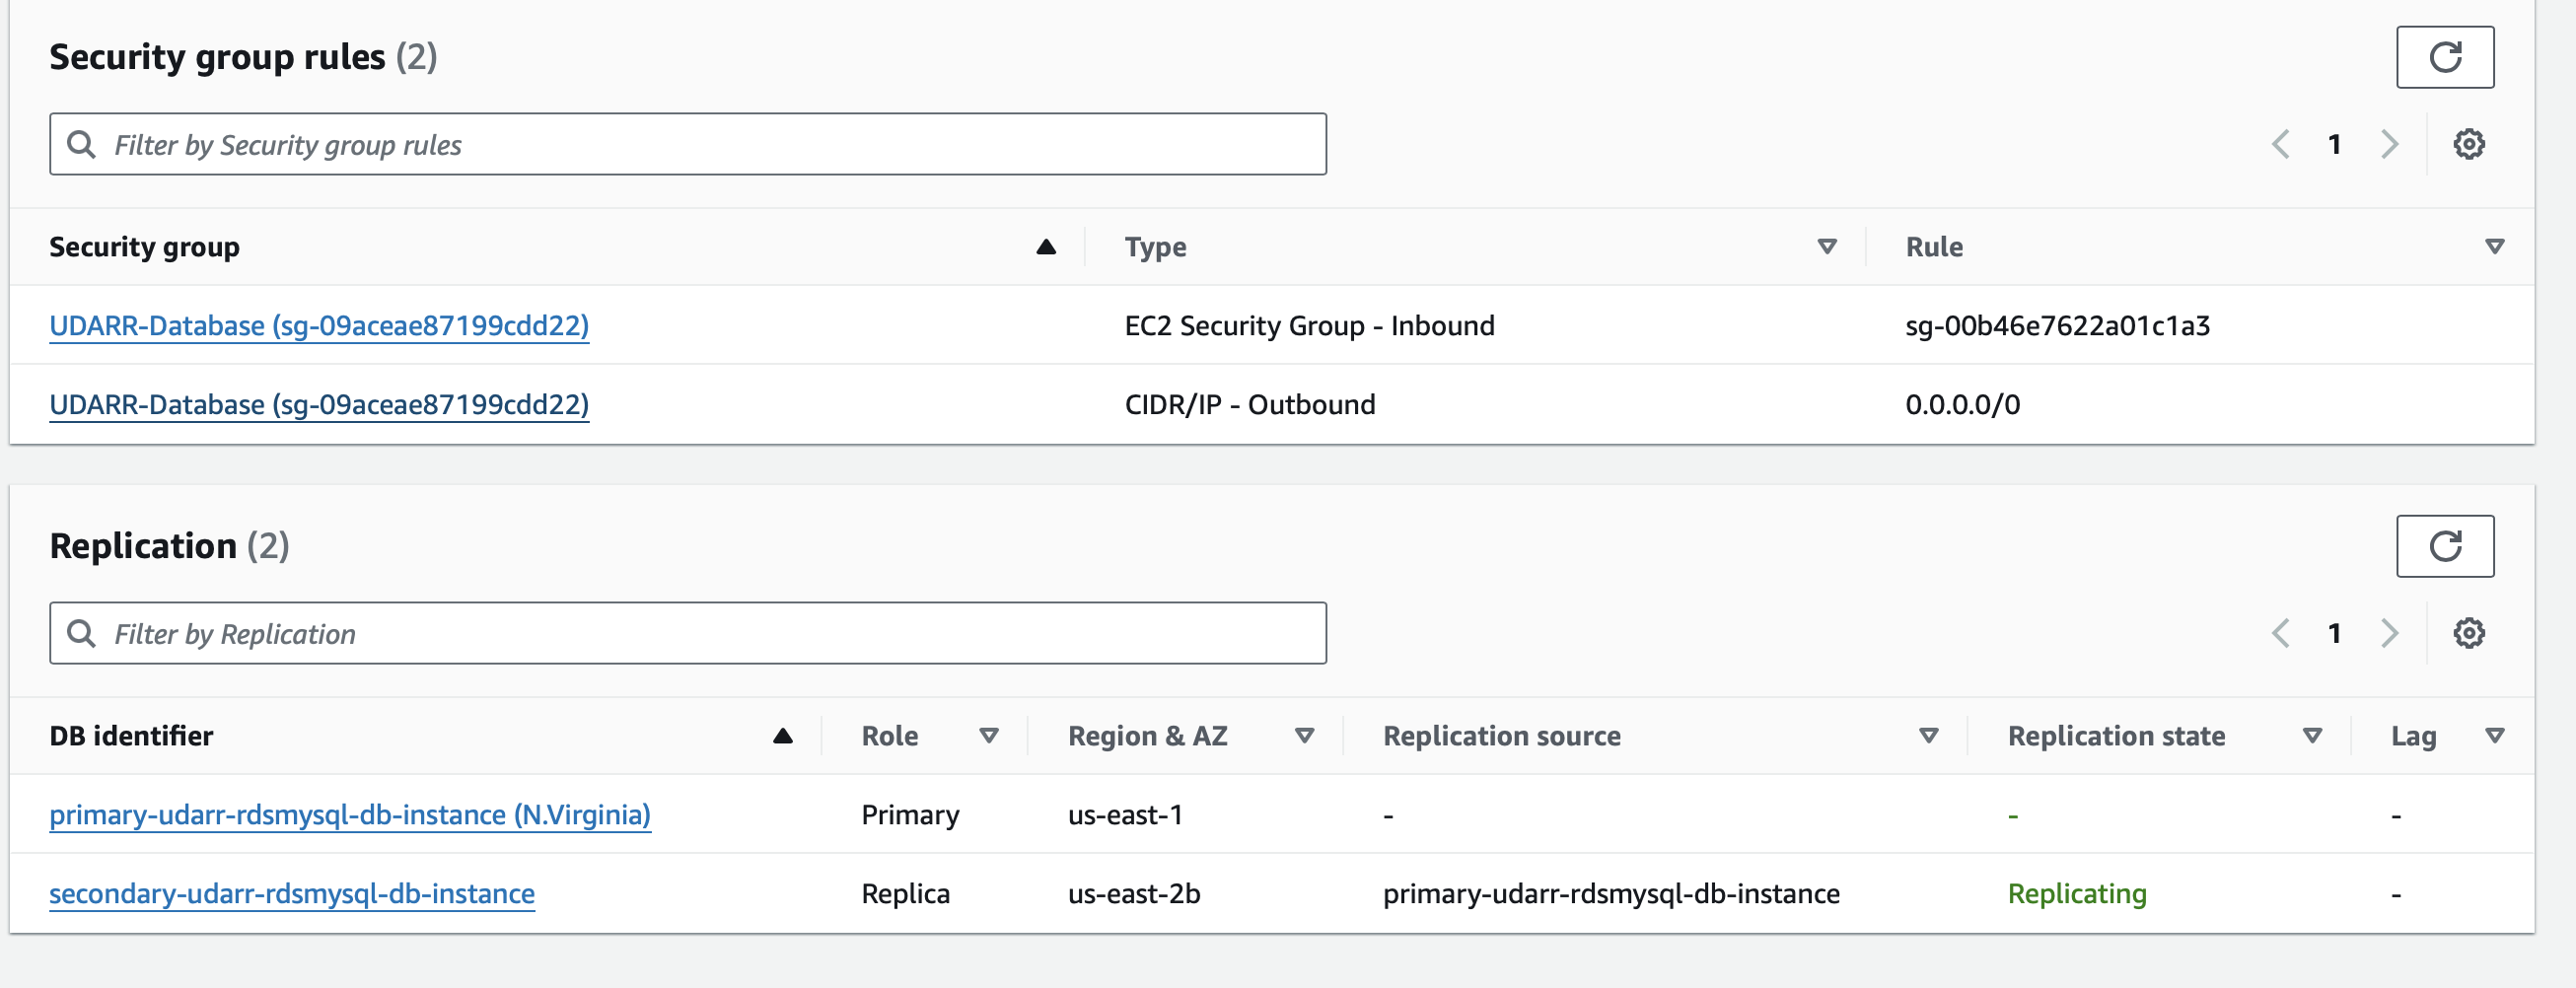 Security group rules (2)
Filter by Security group rules
1
Security group Type Rule
UDARR-Database (sg-09aceae87199cdd22) EC2 Security Group - Inbound sg-00b46e7622a01c1a3
UDARR-Database (sg-09aceae87199cdd22) CIDR/IP - Outbound 0.0.0.0/0
Replication (2)
Filter by Replication
1
DB identifier Role Region & AZ Replication source Replication state Lag
primary-udarr-rdsmysql-db-instance (N.Virginia) Primary us-east-1 - - -
secondary-udarr-rdsmysql-db-instance Replica us-east-2b primary-udarr-rdsmysql-db-instance Replicating -